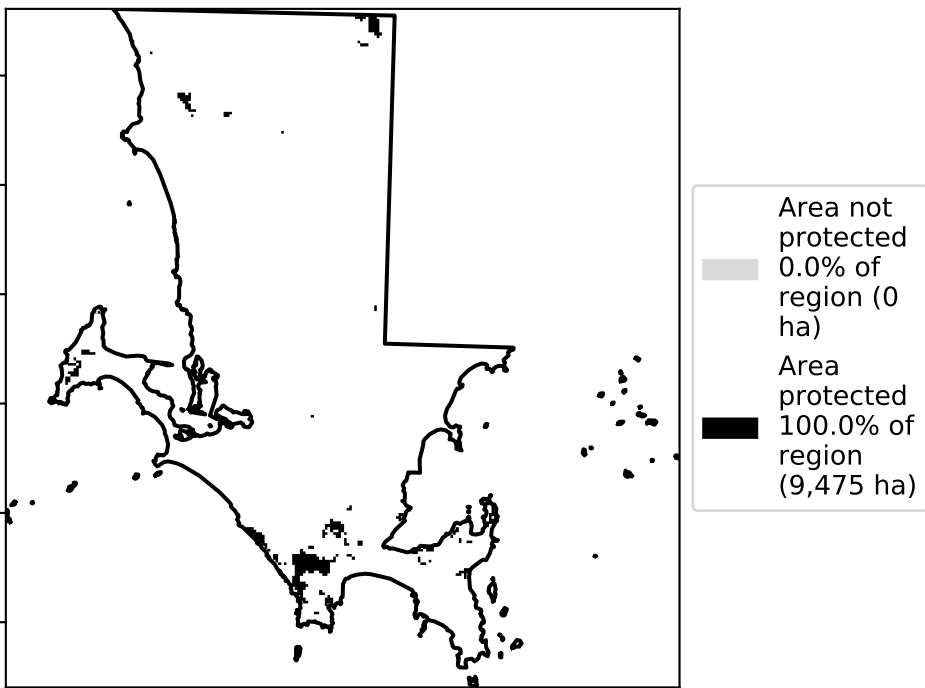 Area not
protected
0.0% of
region (0
ha)
Area
protected
100.0% of
region
(9,475 ha)